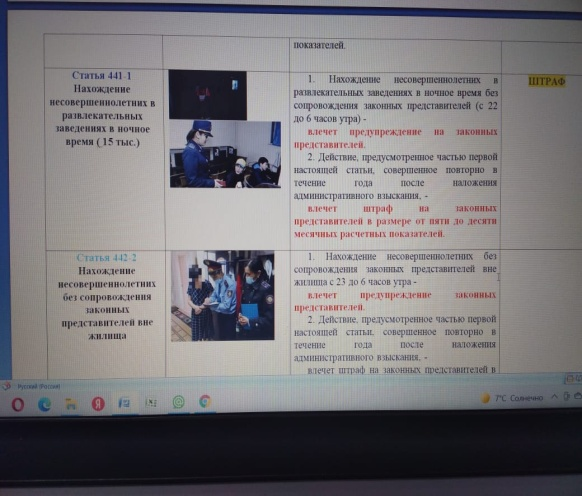 показателей.
Статья 441-1
Нахождение
несовершеннолетних в
развлекательных
заведениях в ночное
время ( 15 тыс.)
1. Нахождение несовершеннолетних в
развлекательных заведениях в ночное время без
сопровождения законных представителей (с 22
до 6 часов утра) -
влечет предупреждение на законных
представителей.
2. Действие, предусмотренное частью первой
настоящей статьи, совершенное повторно в
течение года после наложения
административного взыскания, -
влечет штраф на законных
представителей в размере от пяти до десяти
месячных расчетных показателей.
ШТРАФ
Статья 442-2
Нахождение
несовершеннолетних
без сопровождения
законных
представителей вне
жилища
1. Нахождение несовершеннолетних без
сопровождения законных представителей вне
жилища с 23 до 6 часов утра -
влечет предупреждение законных
представителей.
2. Действие, предусмотренное частью первой
настоящей статьи, совершенное повторно в
течение года после наложения
административного взыскания, -
влечет штраф на законных представителей в
Русский (Россия)
7°C Солнечно